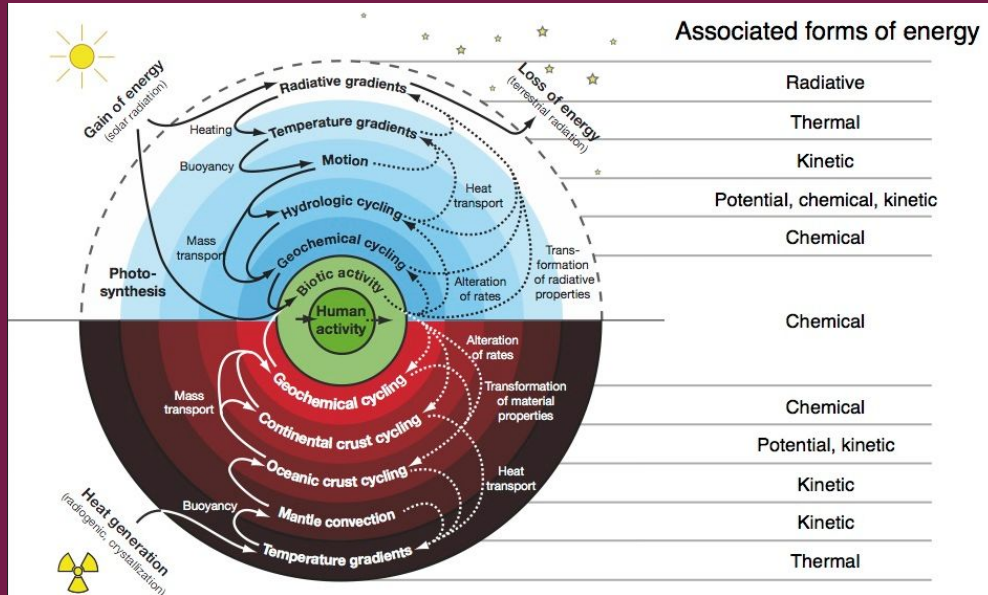 Associated forms of energy
Gain of energy
(solar radiation)
Radiative gradients
Loss of energy
(terrestrial radiation)
Radiative
Heating
Temperature gradients
Thermal
Buoyancy
Motion
Kinetic
Heat
transport
Hydrologic cycling
Potential, chemical, kinetic
Mass
transport
Geochemical cycling
Chemical
Trans-
formation
of radiative
properties
Photo-
synthesis
Biotic activity
Alteration
of rates
Human
activity
Chemical
Alteration
of rates
Geochemical cycling
Transformation
of material
properties
Mass
transport
Chemical
Continental crust cycling
Potential, kinetic
Oceanic crust cycling
Heat
transport
Kinetic
Heat generation
(radiogenic, crystallization)
Buoyancy
Mantle convection
Kinetic
Temperature gradients
Thermal